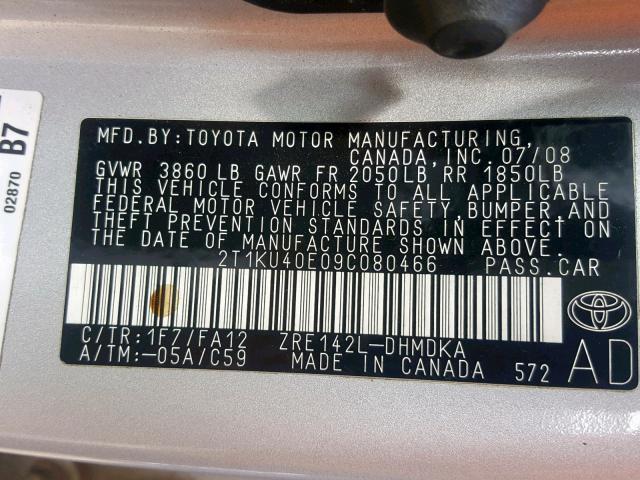 MFD.BY:TOYOTA MOTOR MANUFACTURING,
CANADA, INC. 07/08
GVWR 3860 LB GAWR FR 2050LB RR 1850LB
THIS VEHICLE CONFORMS TO ALL APPLICABLE
FEDERAL MOTOR VEHICLE SAFETY,BUMPER,AND
THEFT PREVENTION STANDARDS IN EFFECT ON
THE DATE OF MANUFACTURE SHOWN ABOVE.
2T1KU40E09C080466 PASS.CAR
C/TR:1F7/FA12 ZRE142L-DHMDKA
A/TM:-05A/C59 MADE IN CANADA 572
AD
B7
02870